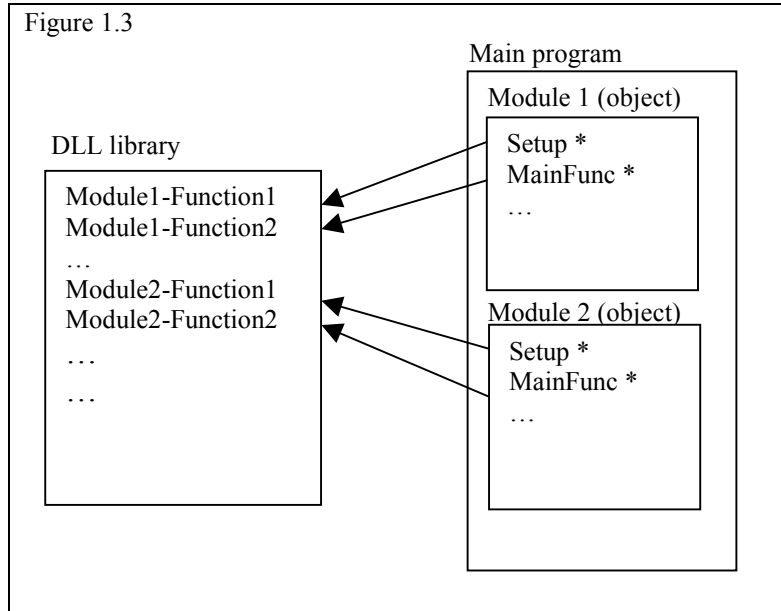 Figure 1.3
DLL library
Module1-Function1
Module1-Function2
…
Module2-Function1
Module2-Function2
…
…
Main program
Module 1 (object)
Setup *
MainFunc *
…
Module 2 (object)
Setup *
MainFunc *
…